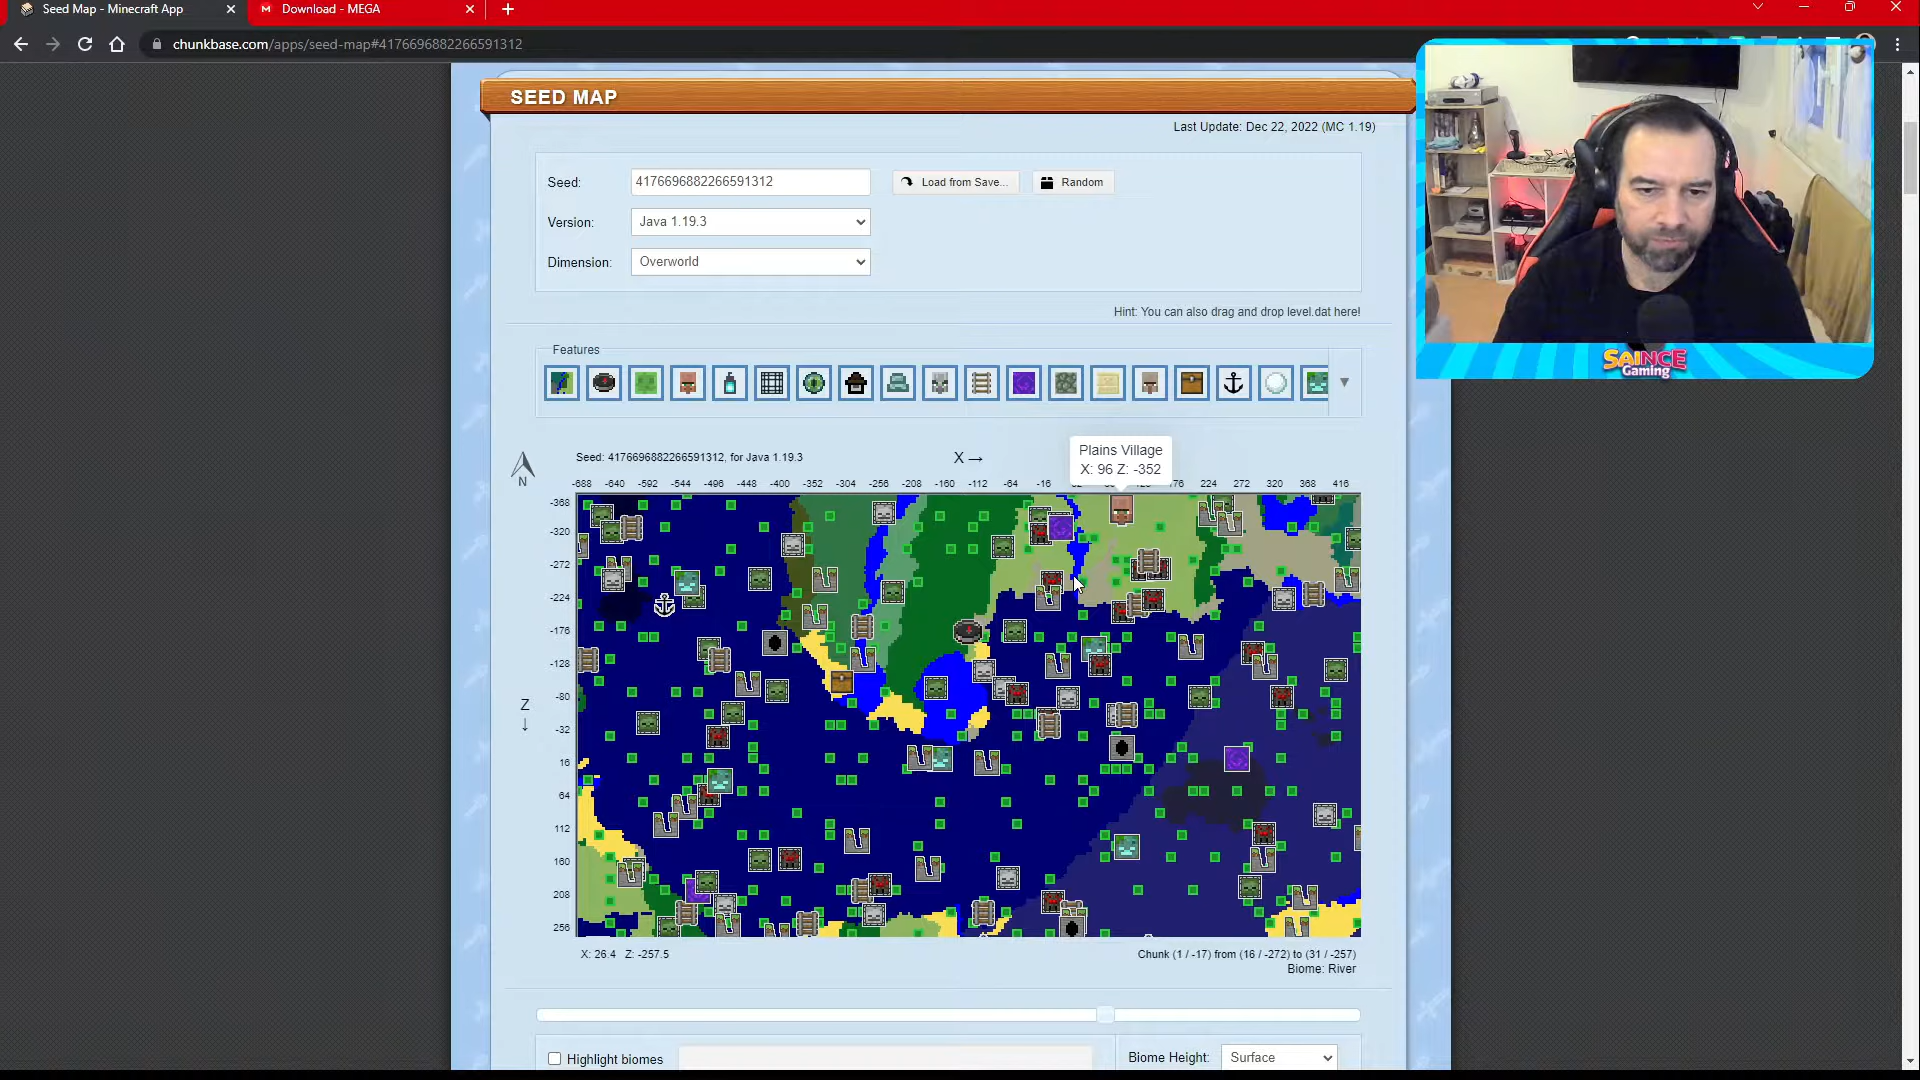 Seed Map - Minecraft App
Download - MEGA
chunkbase.com/apps/seed-map#4176696882266591312
SEED MAP
Last Update: Dec 22, 2022 (MC 1.19)
Seed: 4176696882266591312 Load from Save... Random
Version: Java 1.19.3
Dimension: Overworld
Hint: You can also drag and drop level.dat here!
SAINCE
Gaming
Features
Plains Village
X: 96 Z: -352
N
Seed: 4176696882266591312, for Java 1.19.3
X →
-688 -640 -592 -544 -496 -448 -400 -352 -304 -256 -208 -160 -112 -64 -16 176 224 272 320 368 416
-368
-320
-272
-224
-176
-128
-80
-32
16
64
112
160
208
256
Z
↓
X: 26.4 Z: -257.5
Chunk (1 / -17) from (16 / -272) to (31 / -257)
Biome: River
Highlight biomes
Biome Height: Surface